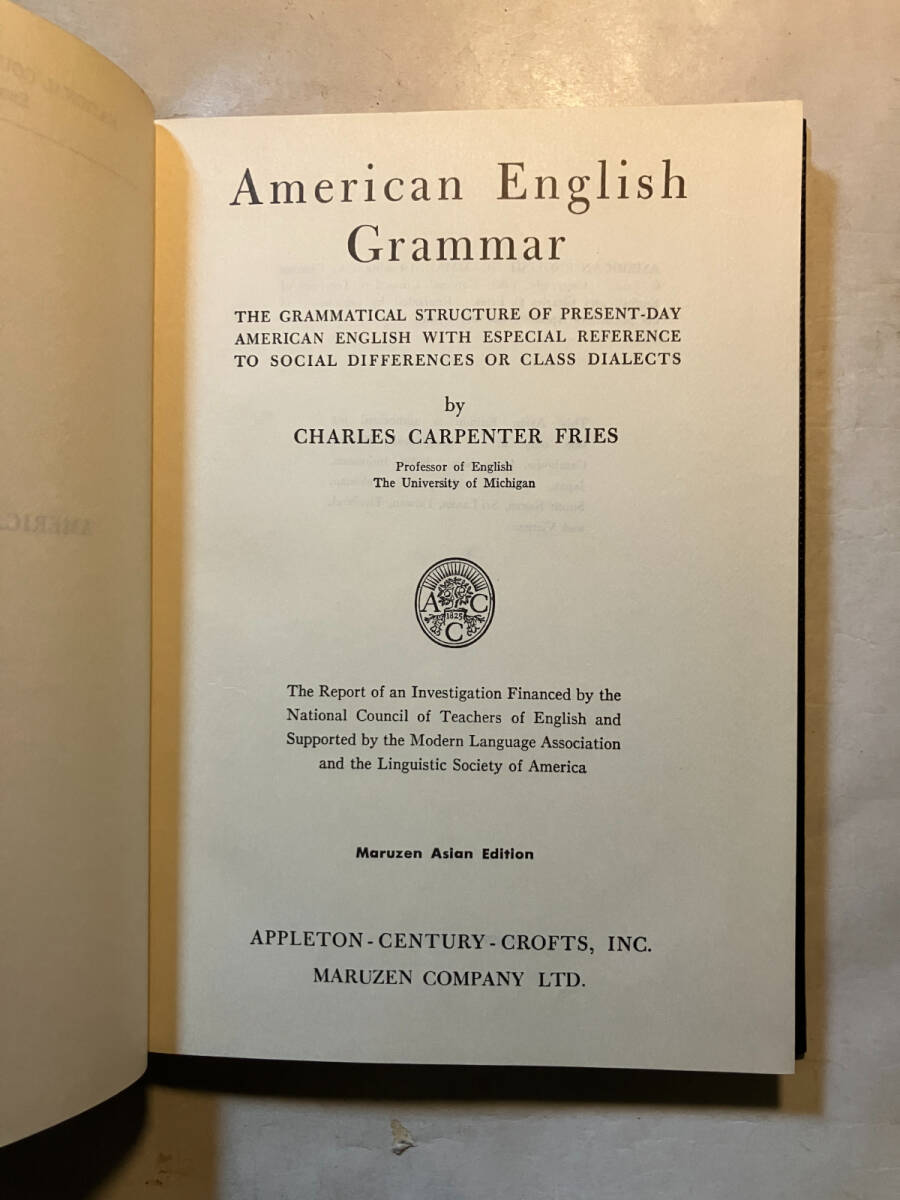 American English
Grammar
THE GRAMMATICAL STRUCTURE OF PRESENT-DAY
AMERICAN ENGLISH WITH ESPECIAL REFERENCE
TO SOCIAL DIFFERENCES OR CLASS DIALECTS
by
CHARLES CARPENTER FRIES
Professor of English
The University of Michigan
A C
1825
C
The Report of an Investigation Financed by the
National Council of Teachers of English and
Supported by the Modern Language Association
and the Linguistic Society of America
Maruzen Asian Edition
APPLETON-CENTURY-CROFTS, INC.
MARUZEN COMPANY LTD.